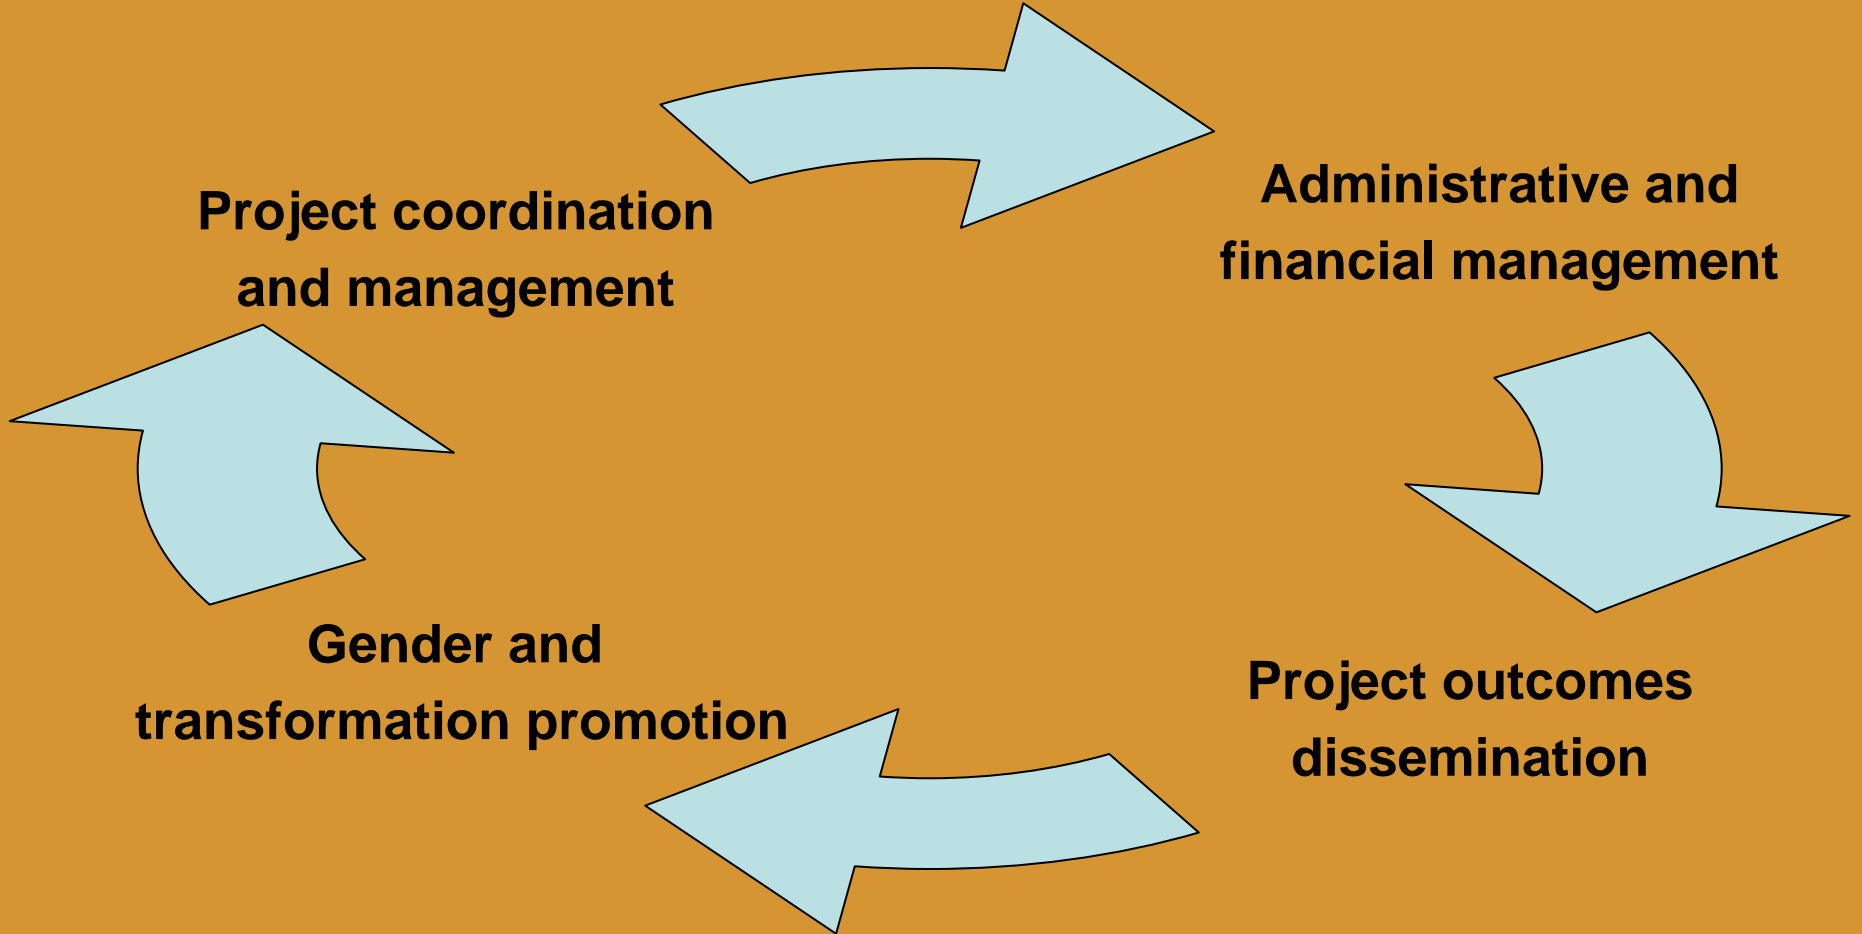 Project coordination
and management
Administrative and
financial management
Gender and
transformation promotion
Project outcomes
dissemination